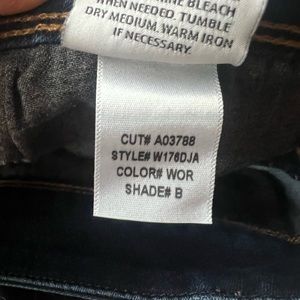 BLEACH
WHEN NEEDED. TUMBLE
DRY MEDIUM. WARM IRON
IF NECESSARY.
CUT# A03788
STYLE# W176DJA
COLOR# WOR
SHADE# B